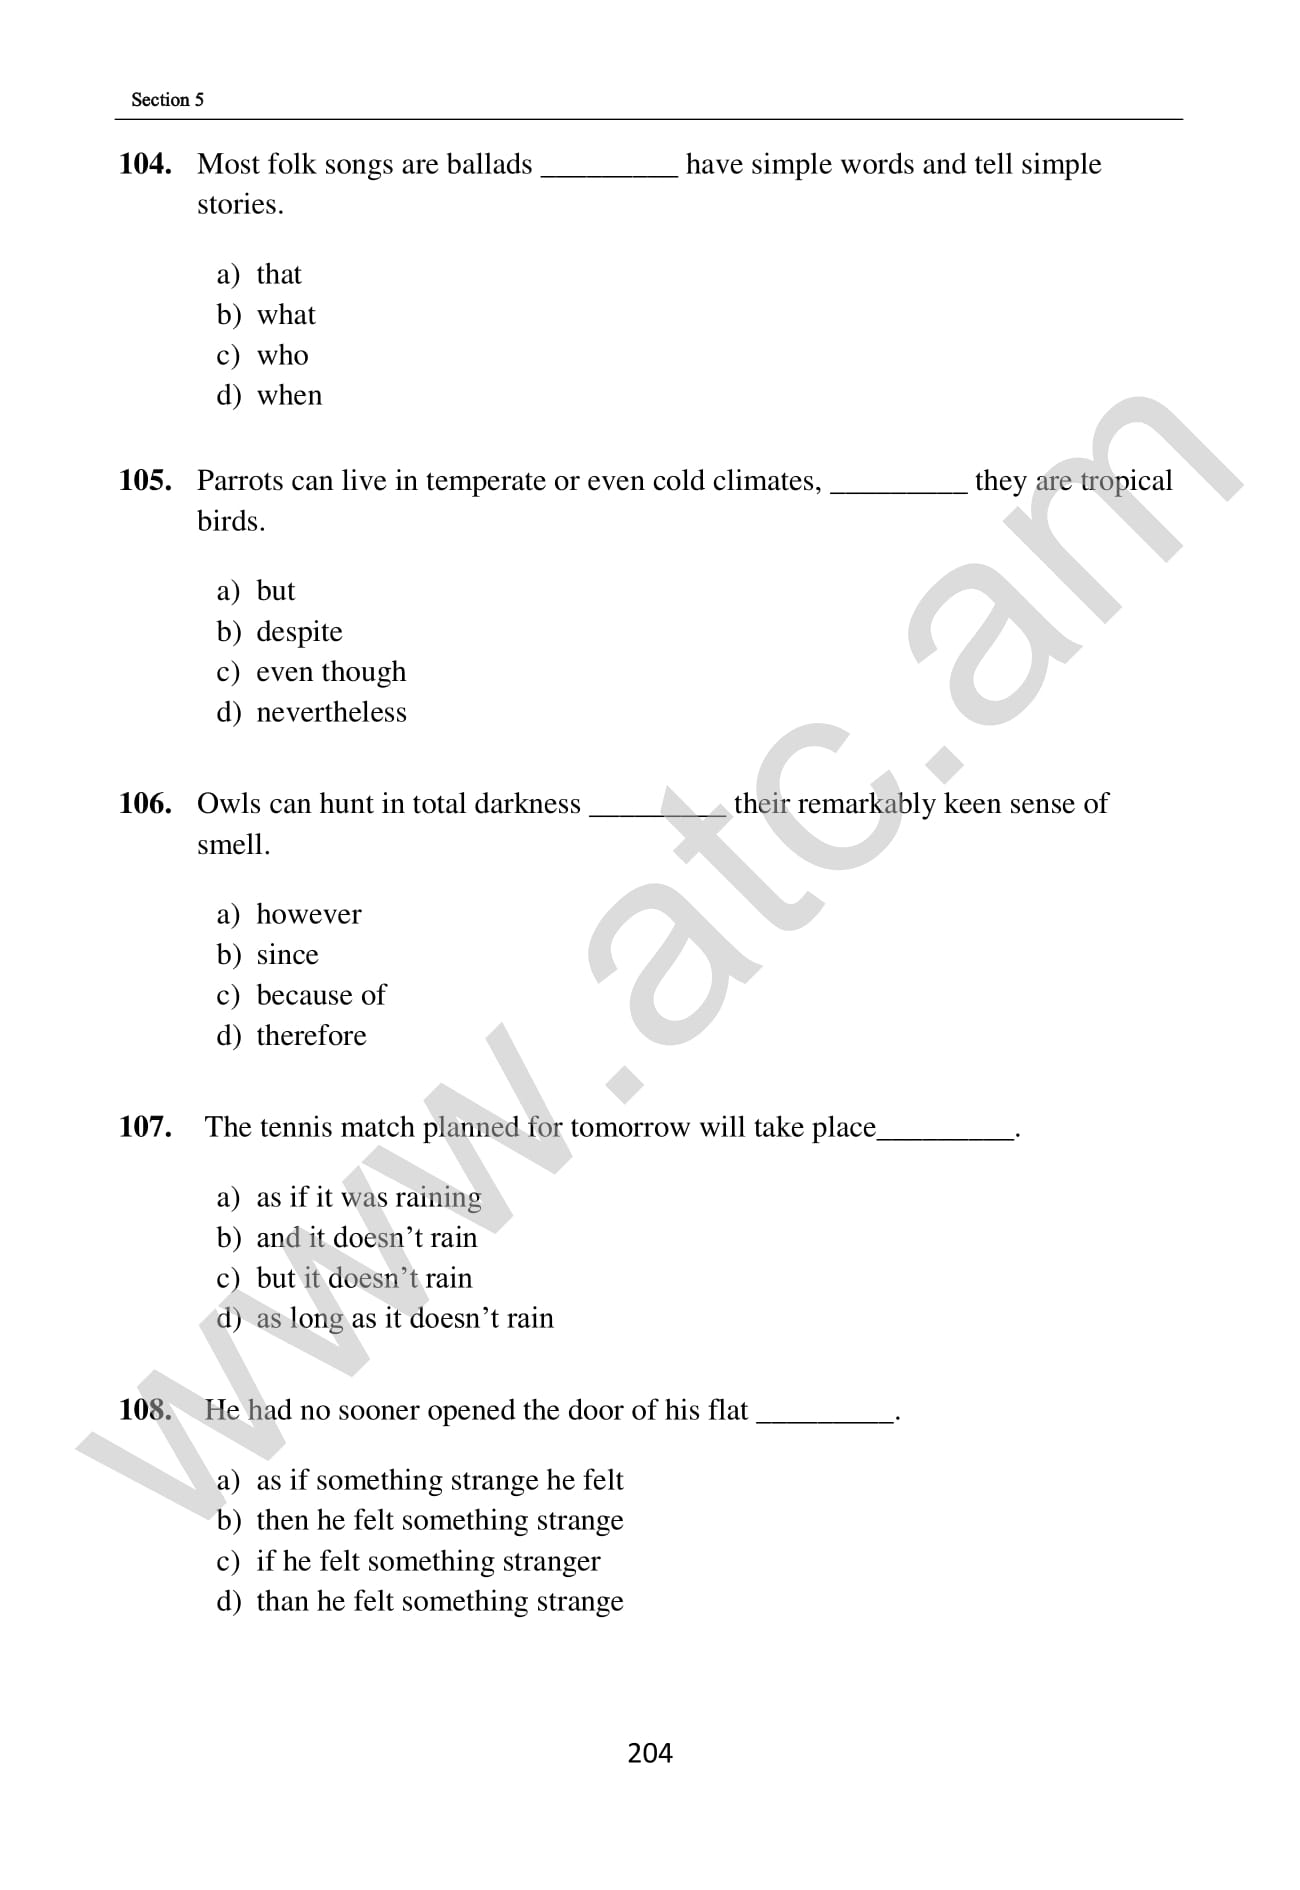 Section 5
104. Most folk songs are ballads _________ have simple words and tell simple
stories.
a) that
b) what
c) who
d) when
105. Parrots can live in temperate or even cold climates, _________ they are tropical
birds.
a) but
b) despite
c) even though
d) nevertheless
106. Owls can hunt in total darkness _________ their remarkably keen sense of
smell.
a) however
b) since
c) because of
d) therefore
107. The tennis match planned for tomorrow will take place_________.
a) as if it was raining
b) and it doesn’t rain
c) but it doesn’t rain
d) as long as it doesn’t rain
108. He had no sooner opened the door of his flat _________.
a) as if something strange he felt
b) then he felt something strange
c) if he felt something stranger
d) than he felt something strange
204
www.atc.am